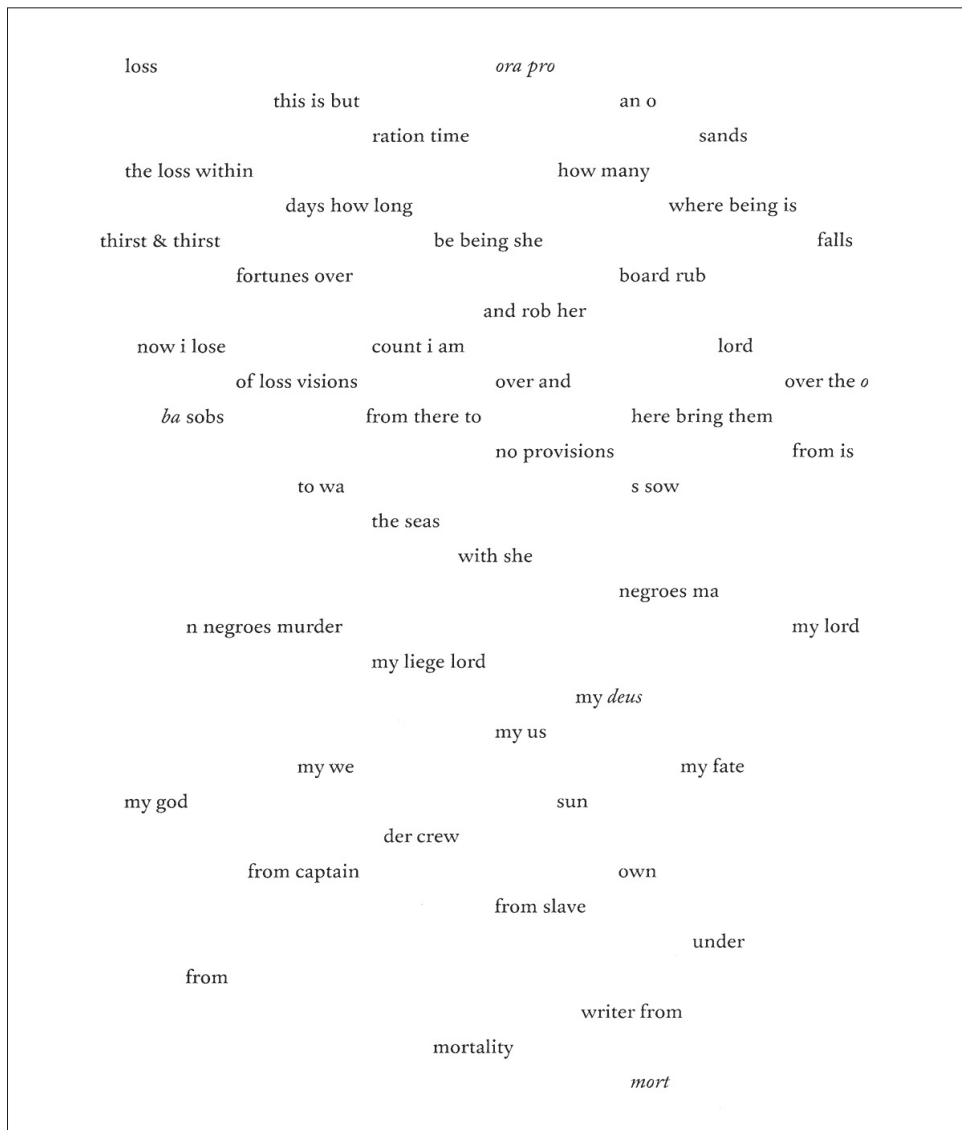 loss ora pro
this is but an o
ration time sands
the loss within how many
days how long where being is
thirst & thirst be being she falls
fortunes over board rub
and rob her
now i lose count i am lord
of loss visions over and over the o
ba sobs from there to here bring them
no provisions from is
to wa s sow
the seas
with she
negroes ma
n negroes murder my lord
my liege lord
my deus
my us
my we my fate
my god sun
der crew
from captain own
from slave
under
from
writer from
mortality
mort